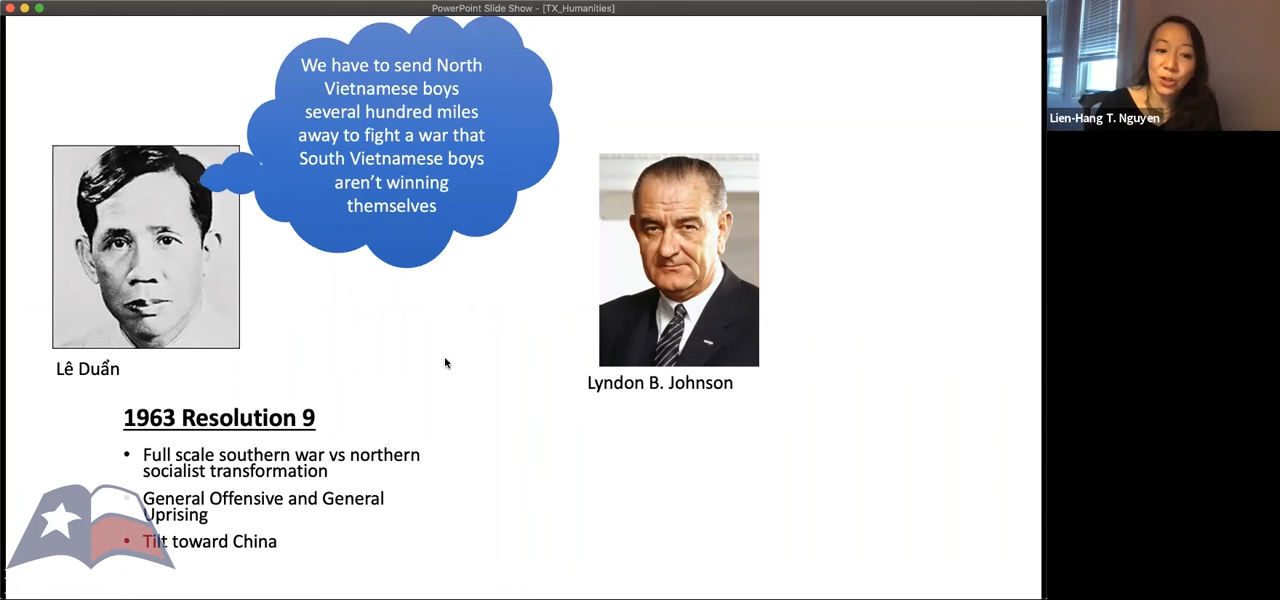 PowerPoint Slide Show - [TX_Humanities]
We have to send North
Vietnamese boys
several hundred miles
away to fight a war that
South Vietnamese boys
aren't winning
themselves
Lien-Hang T. Nguyen
Lê Duẩn
Lyndon B. Johnson
1963 Resolution 9
• Full scale southern war vs northern
socialist transformation
• General Offensive and General
Uprising
• Tilt toward China